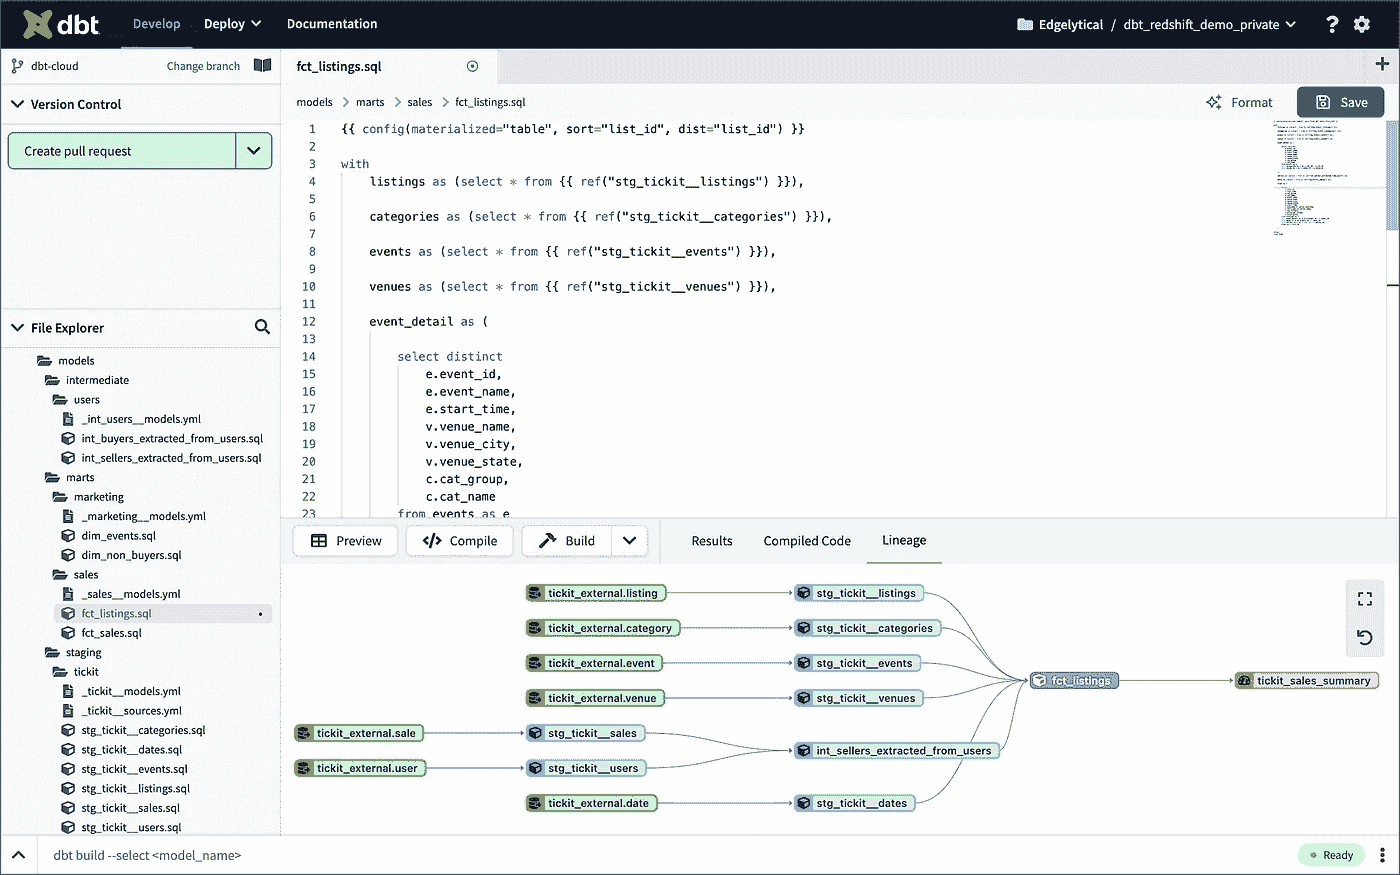 dbt Develop Deploy Documentation Edgelytical / dbt_redshift_demo_private ?
dbt-cloud Change branch
Version Control
Create pull request
File Explorer
models
intermediate
users
_int_users__models.yml
int_buyers_extracted_from_users.sql
int_sellers_extracted_from_users.sql
marts
marketing
_marketing__models.yml
dim_events.sql
dim_non_buyers.sql
sales
_sales__models.yml
fct_listings.sql
fct_sales.sql
staging
tickit
_tickit__models.yml
_tickit__sources.yml
stg_tickit__categories.sql
stg_tickit__dates.sql
stg_tickit__events.sql
stg_tickit__listings.sql
stg_tickit__sales.sql
stg_tickit__users.sql
fct_listings.sql
models > marts > sales > fct_listings.sql Format Save
1 {{ config(materialized="table", sort="list_id", dist="list_id") }}
2
3 with
4 listings as (select * from {{ ref("stg_tickit__listings") }}),
5
6 categories as (select * from {{ ref("stg_tickit__categories") }}),
7
8 events as (select * from {{ ref("stg_tickit__events") }}),
9
10 venues as (select * from {{ ref("stg_tickit__venues") }}),
11
12 event_detail as (
13
14 select distinct
15 e.event_id,
16 e.event_name,
17 e.start_time,
18 v.venue_name,
19 v.venue_city,
20 v.venue_state,
21 c.cat_group,
22 c.cat_name
23 from events as e
Preview </> Compile Build Results Compiled Code Lineage
tickit_external.listing stg_tickit__listings
tickit_external.category stg_tickit__categories
tickit_external.event stg_tickit__events
fct_listings tickit_sales_summary
tickit_external.venue stg_tickit__venues
tickit_external.sale stg_tickit__sales
int_sellers_extracted_from_users
tickit_external.user stg_tickit__users
tickit_external.date stg_tickit__dates
dbt build --select <model_name> Ready